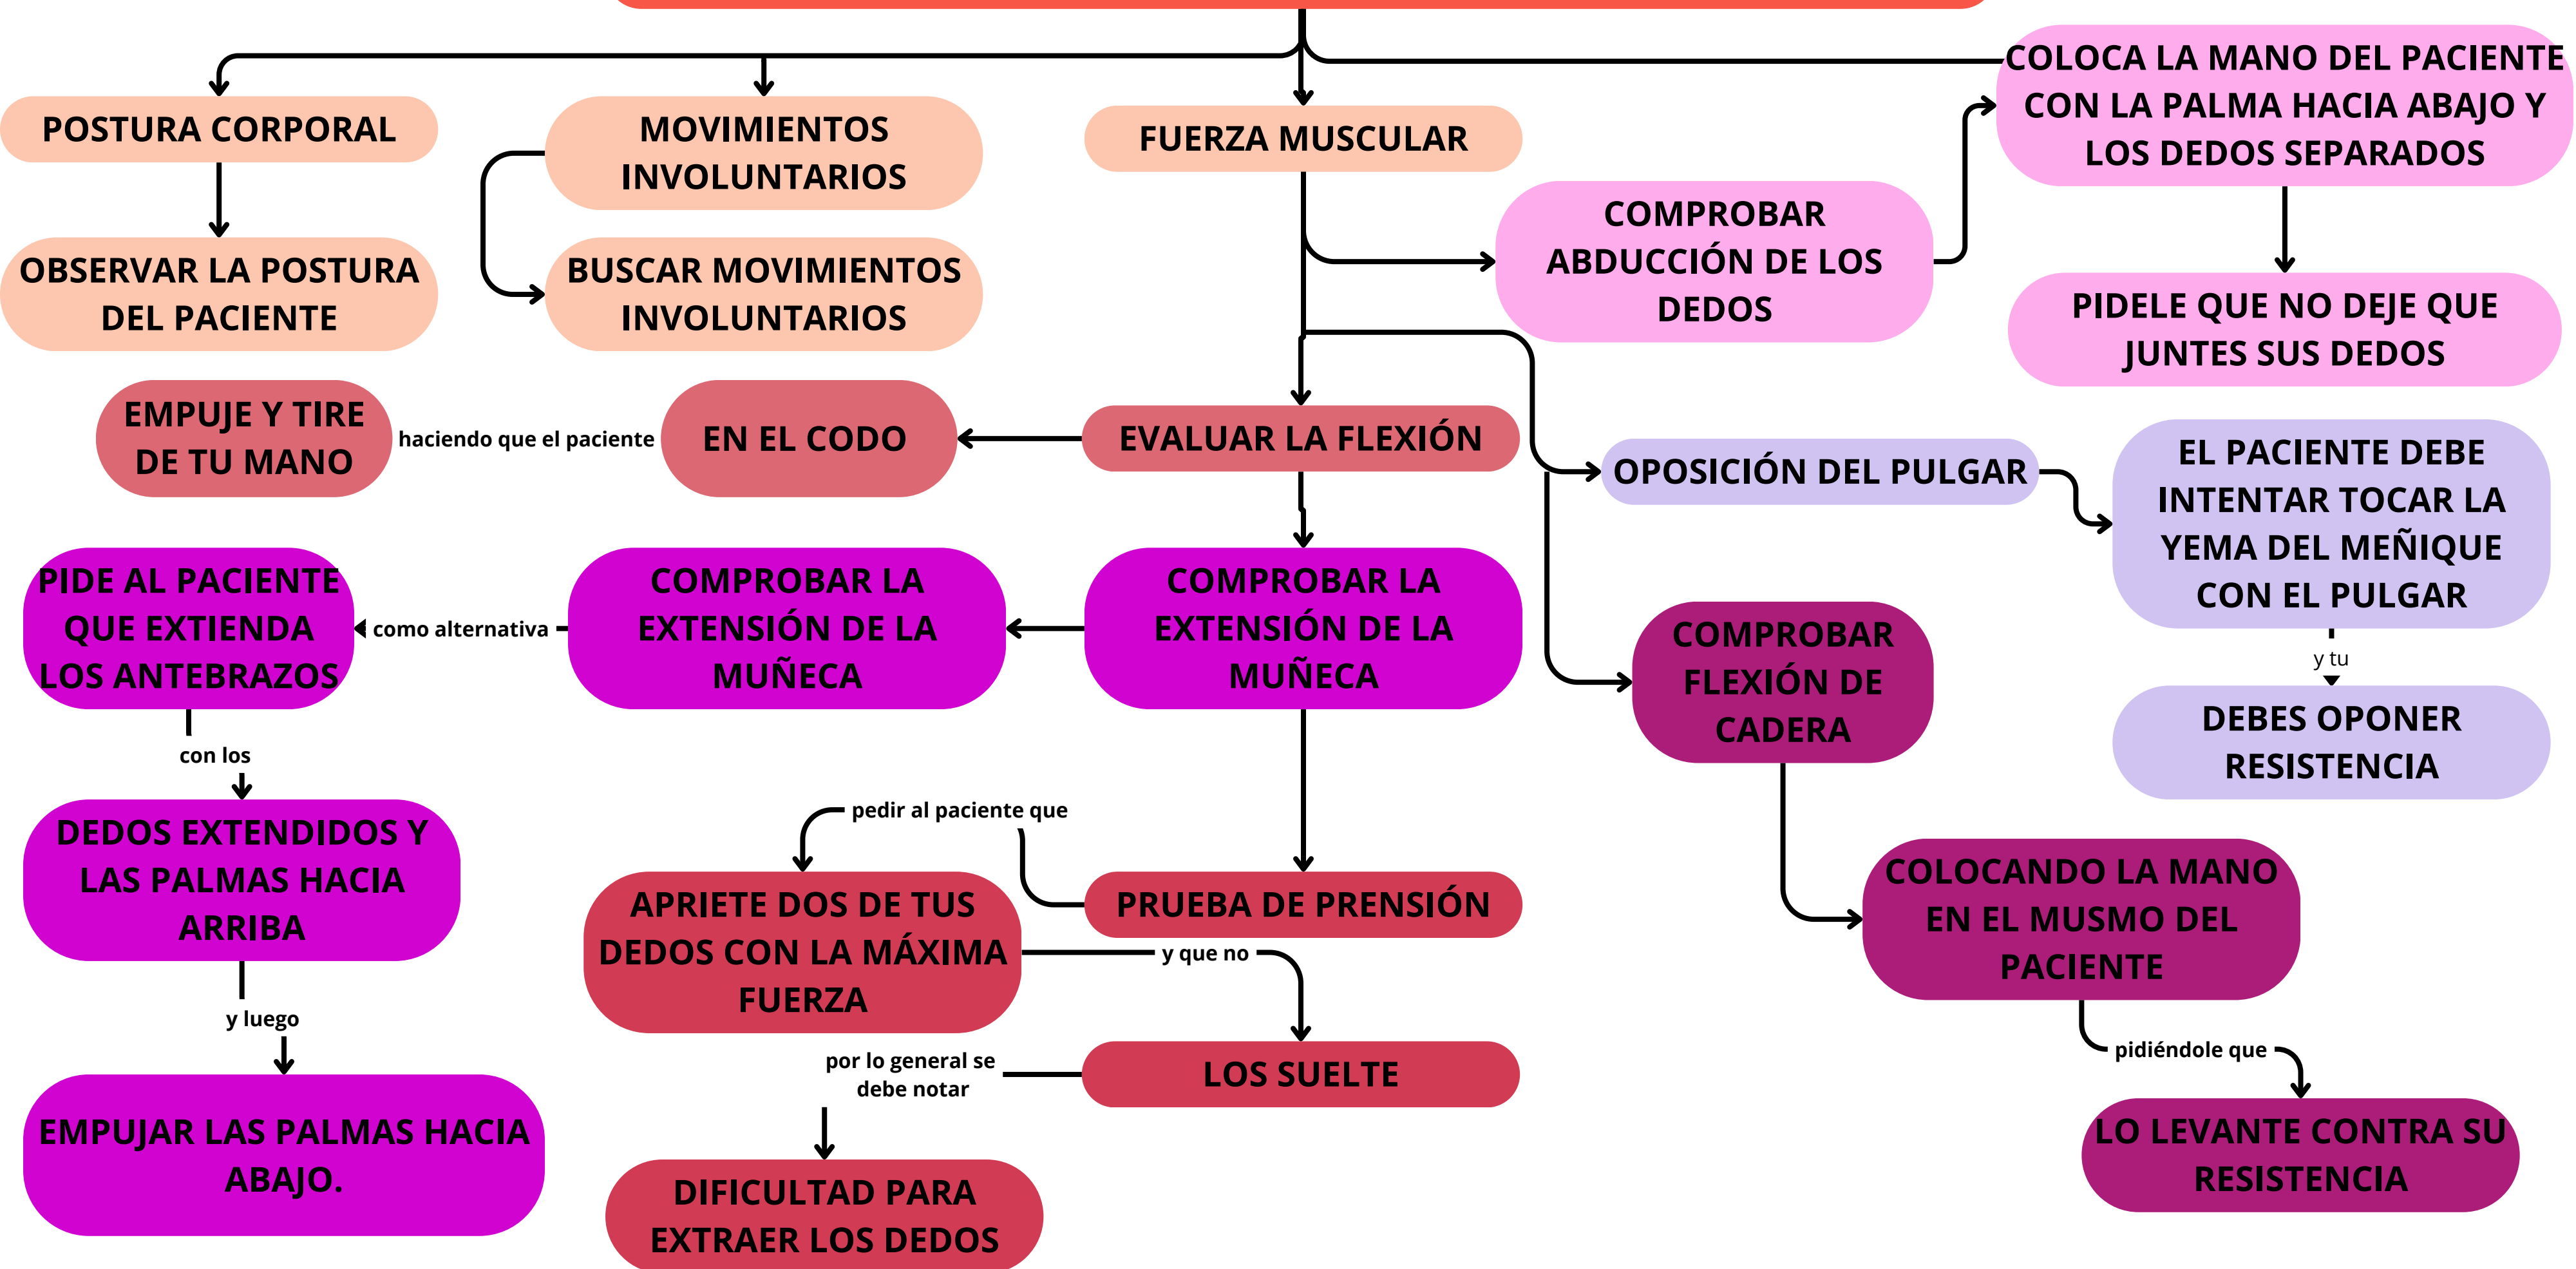 POSTURA CORPORAL
OBSERVAR LA POSTURA
DEL PACIENTE
MOVIMIENTOS
INVOLUNTARIOS
BUSCAR MOVIMIENTOS
INVOLUNTARIOS
FUERZA MUSCULAR
COMPROBAR
ABDUCCIÓN DE LOS
DEDOS
COLOCA LA MANO DEL PACIENTE
CON LA PALMA HACIA ABAJO Y
LOS DEDOS SEPARADOS
PIDELE QUE NO DEJE QUE
JUNTES SUS DEDOS
EVALUAR LA FLEXIÓN
EN EL CODO
haciendo que el paciente
EMPUJE Y TIRE
DE TU MANO
OPOSICIÓN DEL PULGAR
EL PACIENTE DEBE
INTENTAR TOCAR LA
YEMA DEL MEÑIQUE
CON EL PULGAR
y tu
DEBES OPONER
RESISTENCIA
COMPROBAR LA
EXTENSIÓN DE LA
MUÑECA
COMPROBAR LA
EXTENSIÓN DE LA
MUÑECA
como alternativa
PIDE AL PACIENTE
QUE EXTIENDA
LOS ANTEBRAZOS
con los
DEDOS EXTENDIDOS Y
LAS PALMAS HACIA
ARRIBA
y luego
EMPUJAR LAS PALMAS HACIA
ABAJO.
PRUEBA DE PRENSIÓN
pedir al paciente que
APRIETE DOS DE TUS
DEDOS CON LA MÁXIMA
FUERZA
y que no
LOS SUELTE
por lo general se
debe notar
DIFICULTAD PARA
EXTRAER LOS DEDOS
COMPROBAR
FLEXIÓN DE
CADERA
COLOCANDO LA MANO
EN EL MUSMO DEL
PACIENTE
pidiéndole que
LO LEVANTE CONTRA SU
RESISTENCIA